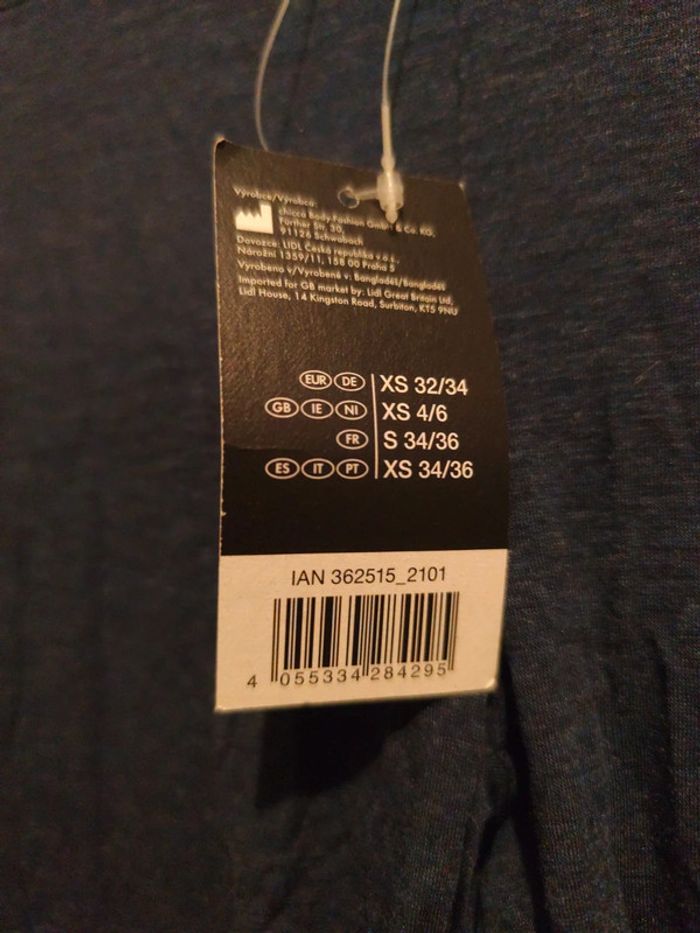 Výrobce/Výrobca:
chicca Body Fashion GmbH & Co. KG,
Fürther Str. 30,
91126 Schwabach
Dovozce: LIDL Česká republika v.o.s.,
Nárožní 1359/11, 158 00 Praha 5
Vyrobeno v/Vyrobené v: Bangladéš/Bangladéš
Imported for GB market by: Lidl Great Britain Ltd,
Lidl House, 14 Kingston Road, Surbiton, KT5 9NU
EUR DE XS 32/34
GB IE NI XS 4/6
FR S 34/36
ES IT PT XS 34/36
IAN 362515_2101
4 055334 284295